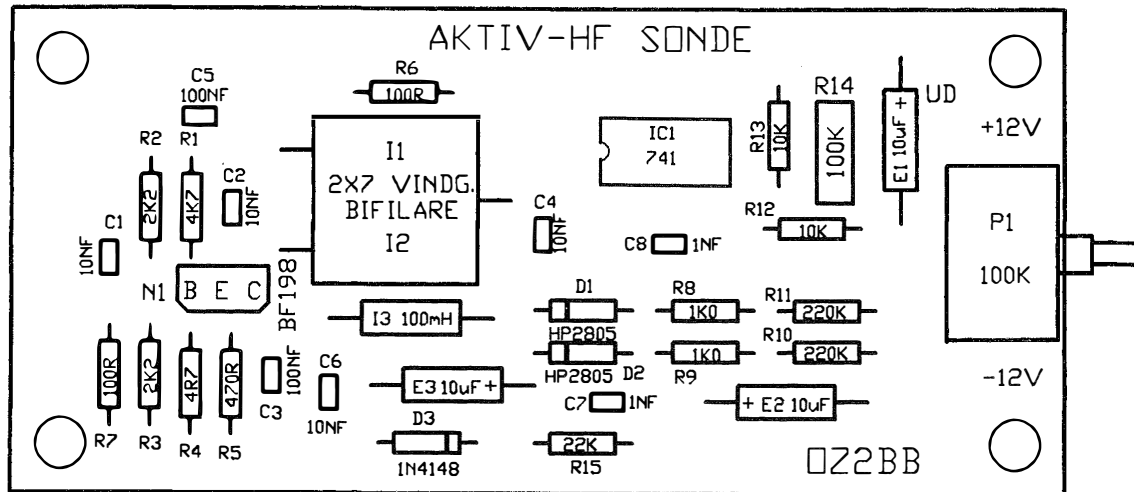 AKTIV-HF SONDE
C5
100NF
R6
100R
R14
100K
UD
E1 10uF +
+12V
R13
10K
IC1
741
R2
R1
2K2
4K7
C2
10NF
I1
2X7 VINDG.
BIFILARE
I2
C4
10NF
C1
10NF
R12
10K
C8
1NF
P1
100K
N1
B E C
BF198
I3 100mH
D1
HP2805
R8
1K0
R11
220K
HP2805
D2
1K0
R9
R10
220K
-12V
100R
R7
2K2
R3
4R7
R4
470R
R5
100NF
C3
C6
10NF
E3 10uF +
C7
1NF
+ E2 10uF
D3
1N4148
22K
R15
OZ2BB